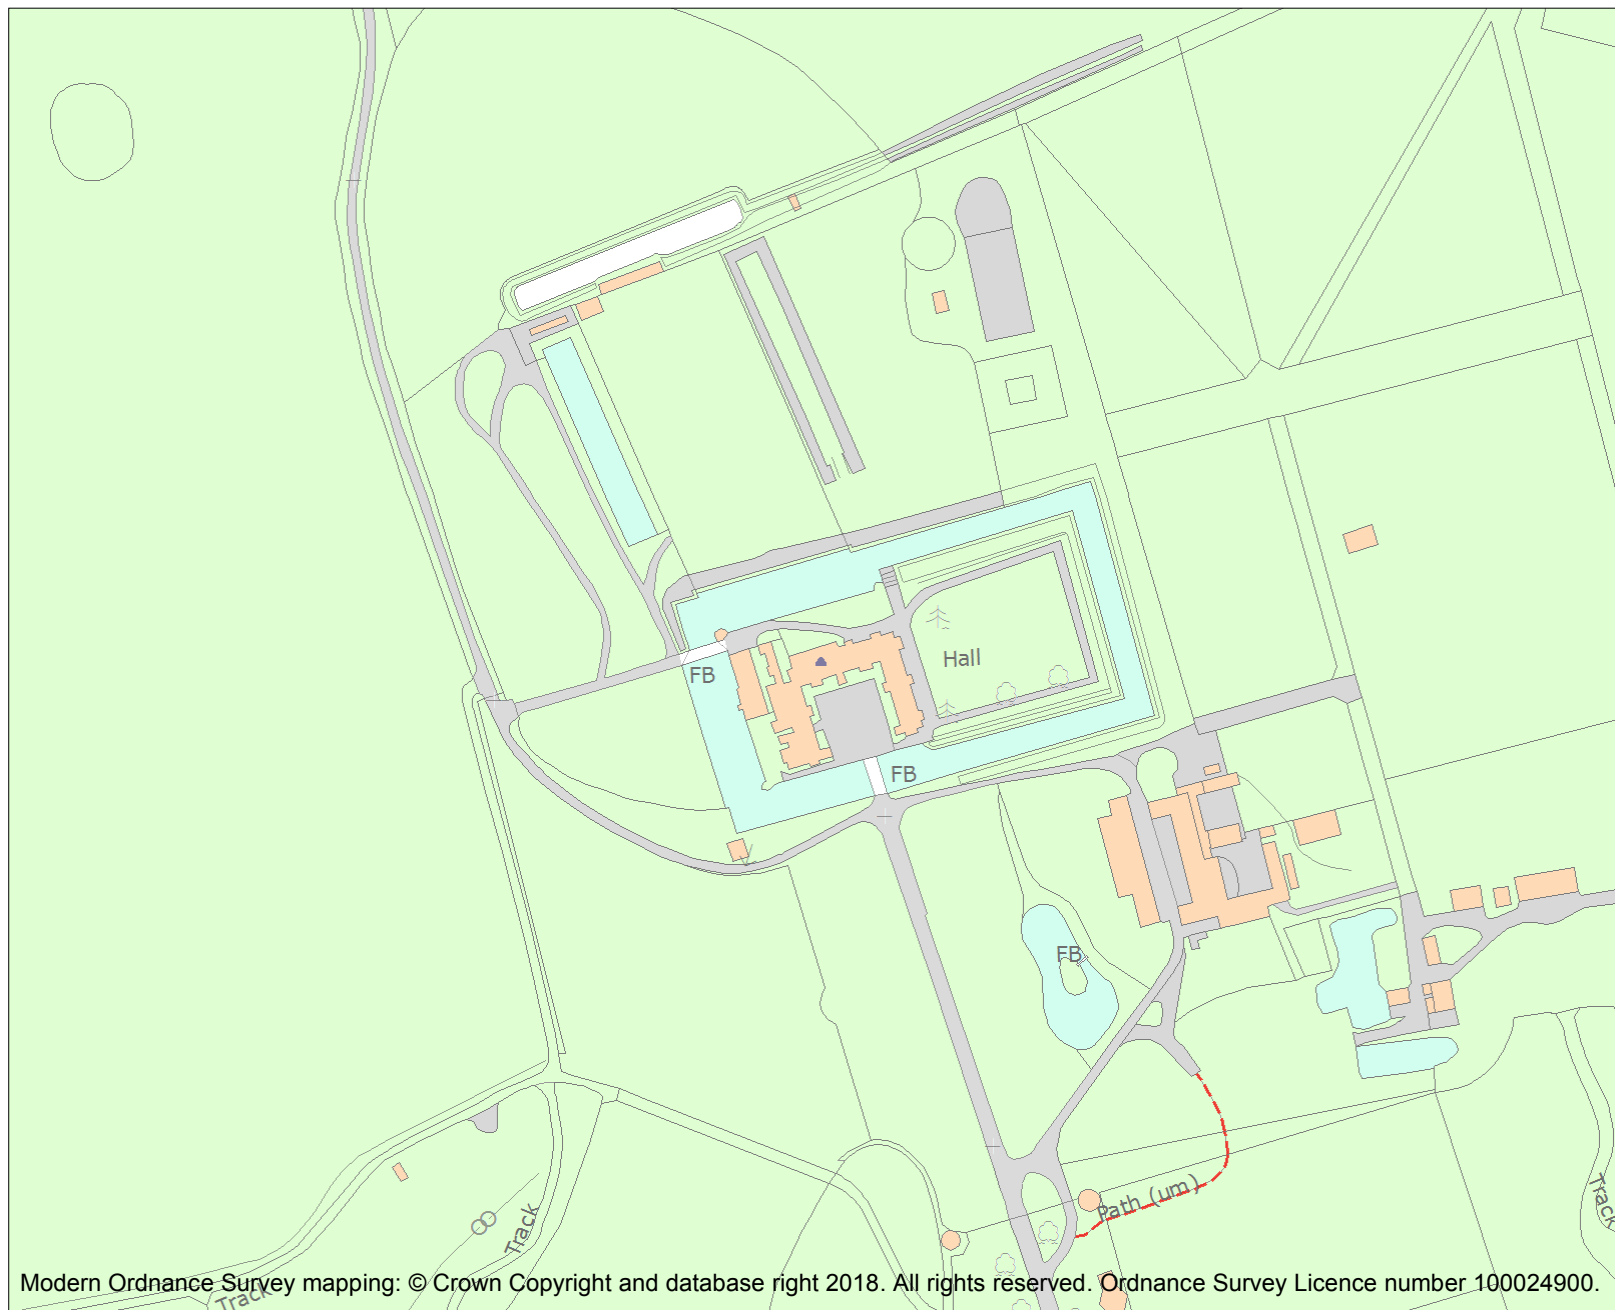 Hall
FB
FB
FB
Path (um)
Track
Track
Track
Modern Ordnance Survey mapping: © Crown Copyright and database right 2018. All rights reserved. Ordnance Survey Licence number 100024900.